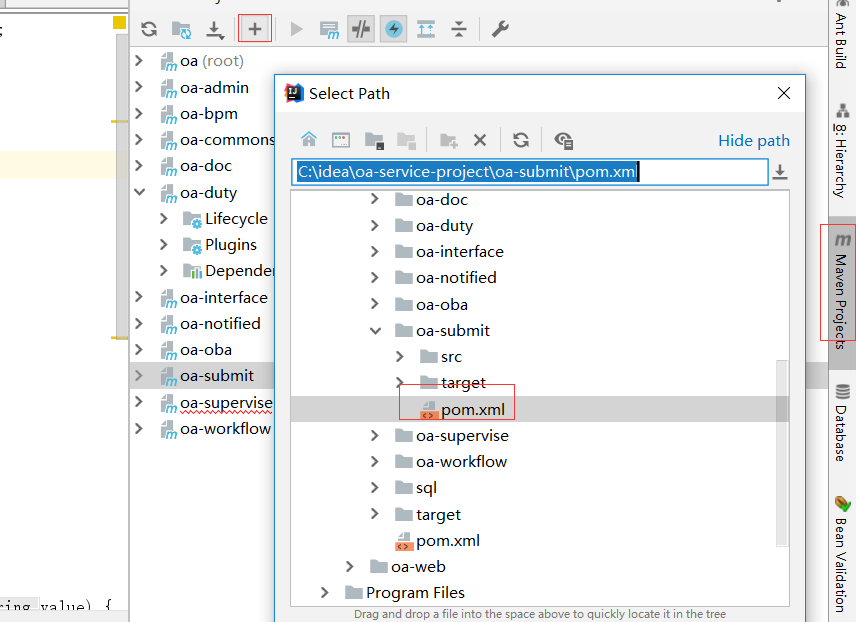 ;
oa (root)
oa-admin
oa-bpm
oa-commons
oa-doc
oa-duty
Lifecycle
Plugins
Depender
oa-interface
oa-notified
oa-oba
oa-submit
oa-supervise
oa-workflow
ring value) {
Select Path
Hide path
C:\idea\oa-service-project\oa-submit\pom.xml
oa-doc
oa-duty
oa-interface
oa-notified
oa-oba
oa-submit
src
target
pom.xml
oa-supervise
oa-workflow
sql
target
pom.xml
oa-web
Program Files
Drag and drop a file into the space above to quickly locate it in the tree
Ant Build
8: Hierarchy
Maven Projects
Database
Bean Validation